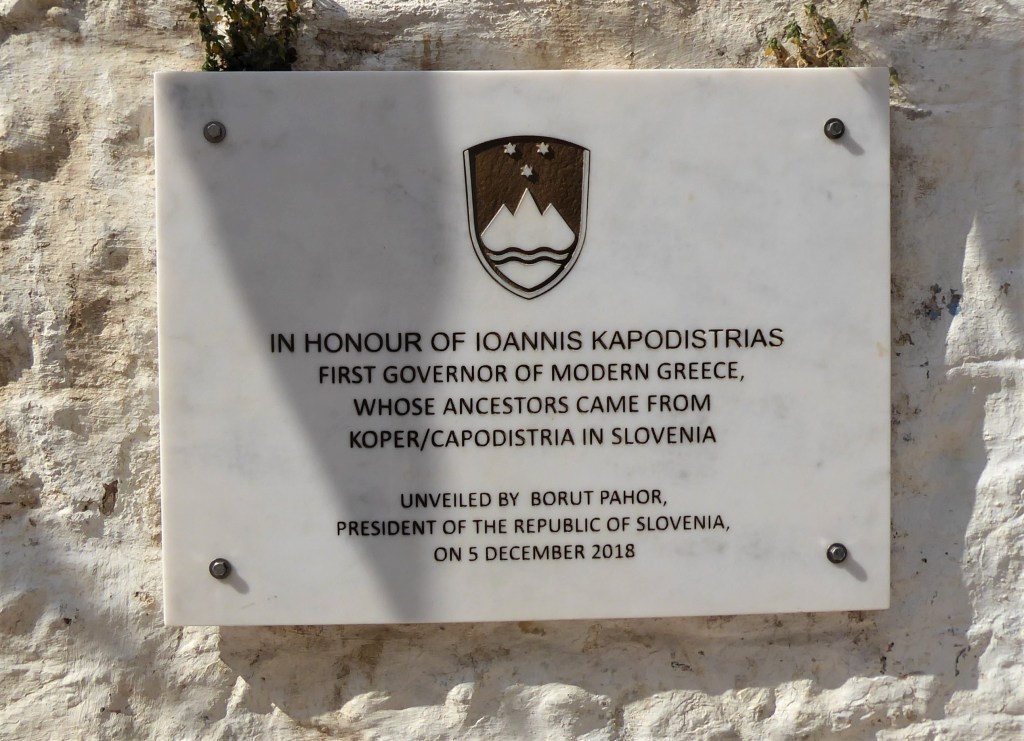 IN HONOUR OF IOANNIS KAPODISTRIAS
FIRST GOVERNOR OF MODERN GREECE,
WHOSE ANCESTORS CAME FROM
KOPER/CAPODISTRIA IN SLOVENIA
UNVEILED BY BORUT PAHOR,
PRESIDENT OF THE REPUBLIC OF SLOVENIA,
ON 5 DECEMBER 2018